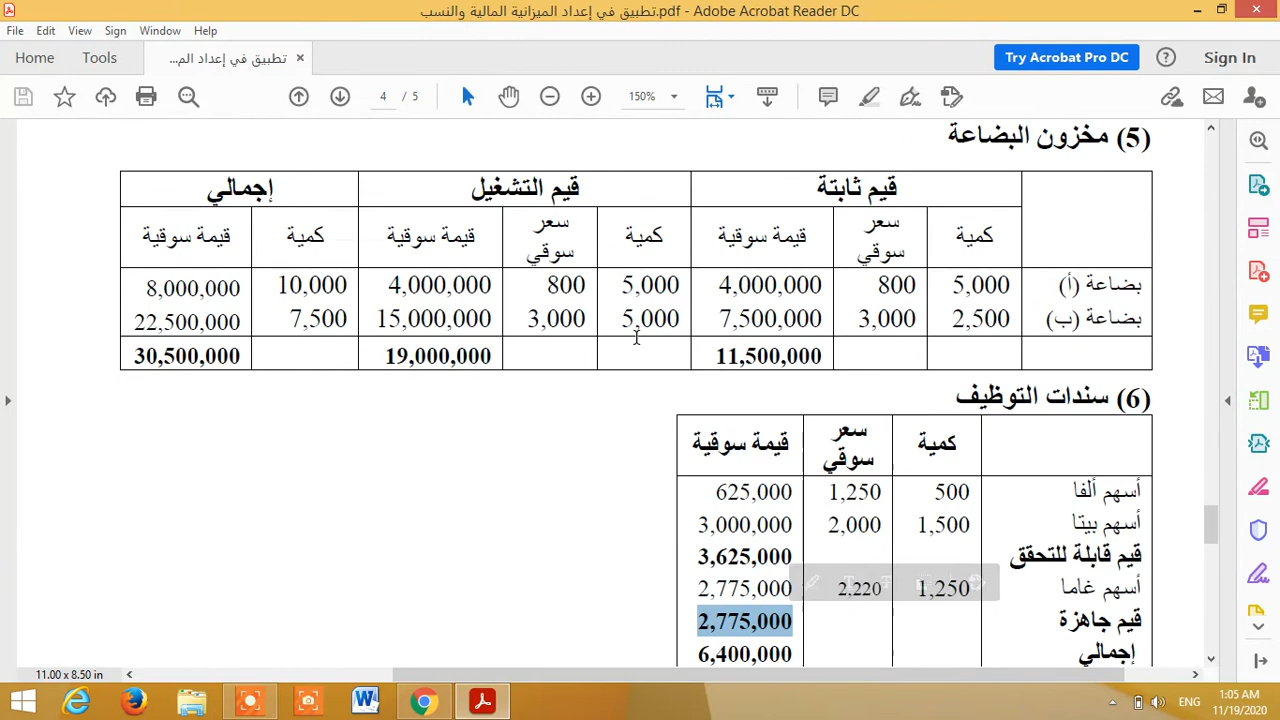 تطبيق في إعداد الميزانية المالية والنسب.pdf - Adobe Acrobat Reader DC
File Edit View Sign Window Help
Home Tools تطبيق في إعداد الم... × Try Acrobat Pro DC Sign In
4 / 5 150%
(5) مخزون البضاعة
قيم ثابتة قيم التشغيل إجمالي
كمية سعر سوقي قيمة سوقية كمية سعر سوقي قيمة سوقية كمية قيمة سوقية
بضاعة (أ) 5,000 800 4,000,000 5,000 800 4,000,000 10,000 8,000,000
بضاعة (ب) 2,500 3,000 7,500,000 5,000 3,000 15,000,000 7,500 22,500,000
11,500,000 19,000,000 30,500,000
(6) سندات التوظيف
كمية سعر سوقي قيمة سوقية
أسهم ألفا 500 1,250 625,000
أسهم بيتا 1,500 2,000 3,000,000
قيم قابلة للتحقق 3,625,000
أسهم غاما 1,250 2,220 2,775,000
قيم جاهزة 2,775,000
إجمالي 6,400,000
11.00 x 8.50 in
ENG 1:05 AM
11/19/2020